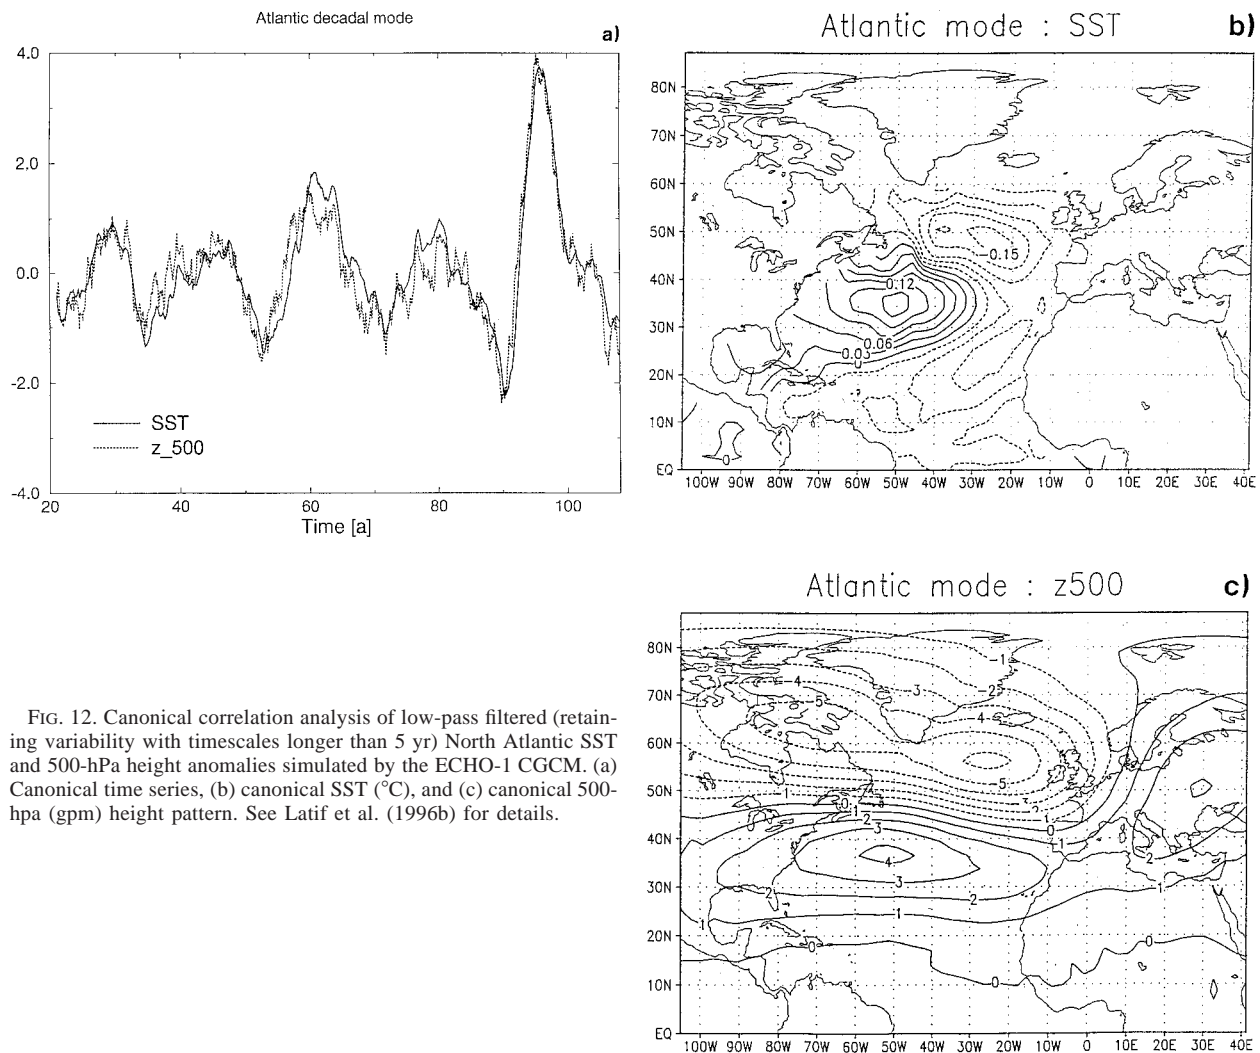 Atlantic decadal mode
a)
4.0
2.0
0.0
-2.0
-4.0
SST
z_500
20 40 60 80 100
Time [a]
Atlantic mode : SST
b)
80N
70N
60N
50N
40N
30N
20N
10N
EQ
-0.15
0.12
0.06
0.03
0
0
100W 90W 80W 70W 60W 50W 40W 30W 20W 10W 0 10E 20E 30E 40E
Atlantic mode : z500
c)
80N
70N
60N
50N
40N
30N
20N
10N
EQ
-1
-4
-3
-2
-5
-4
-5
0
2
3
4
3
2
2
1
1
1
0
0
-1
2
0
0
100W 90W 80W 70W 60W 50W 40W 30W 20W 10W 0 10E 20E 30E 40E
FIG. 12. Canonical correlation analysis of low-pass filtered (retain-
ing variability with timescales longer than 5 yr) North Atlantic SST
and 500-hPa height anomalies simulated by the ECHO-1 CGCM. (a)
Canonical time series, (b) canonical SST (°C), and (c) canonical 500-
hpa (gpm) height pattern. See Latif et al. (1996b) for details.